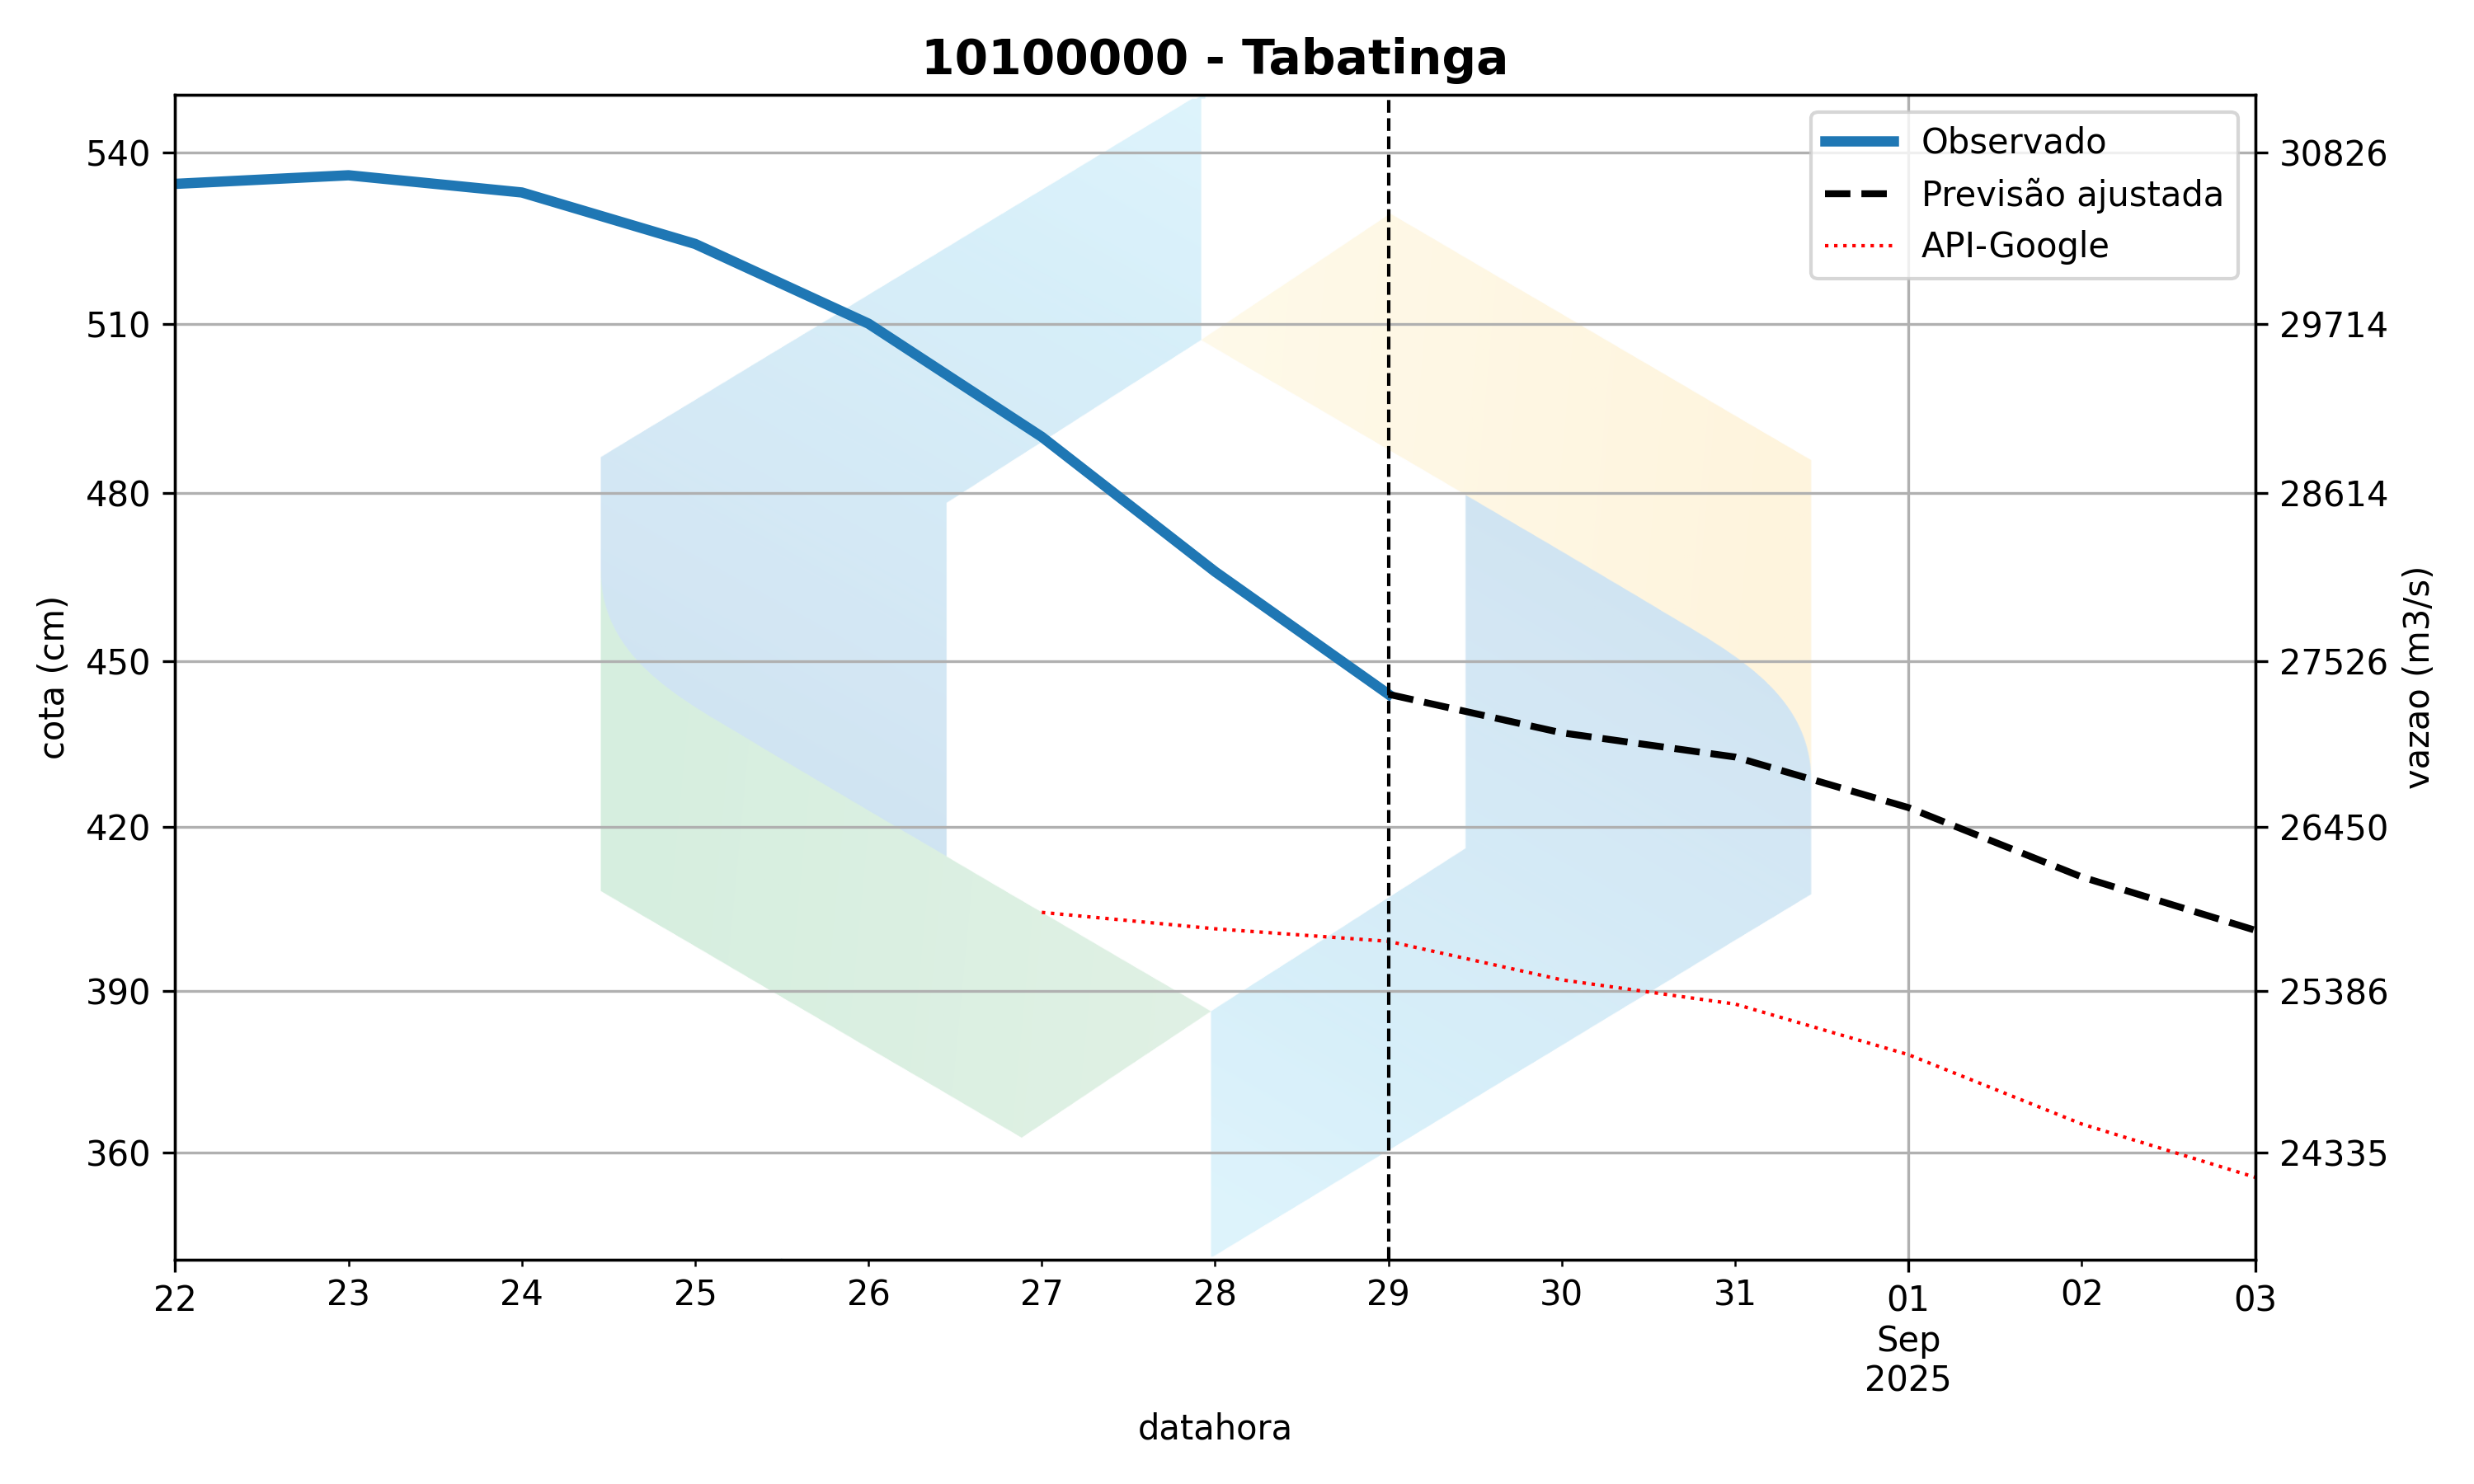 10100000 - Tabatinga
Observado
Previsão ajustada
API-Google
540
510
480
450
420
390
360
cota (cm)
30826
29714
28614
27526
26450
25386
24335
vazao (m3/s)
22 23 24 25 26 27 28 29 30 31 01 02 03
Sep
2025
datahora